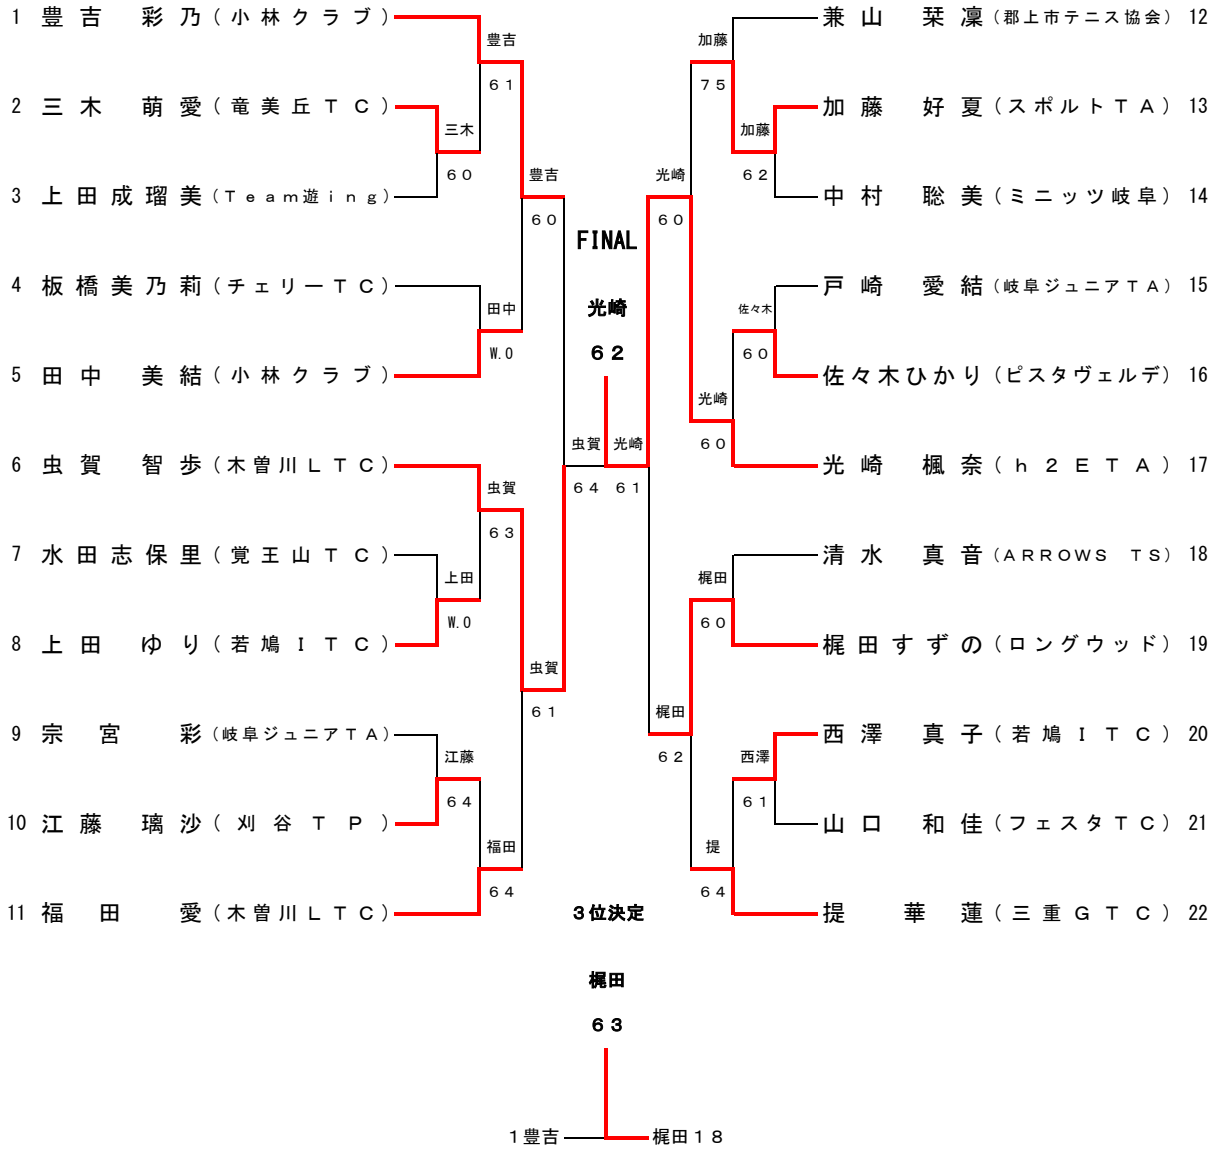 1 豊吉 彩乃(小林クラブ)
2 三木 萌愛(竜美丘TC)
3 上田成瑠美(Team遊ing)
4 板橋美乃莉(チェリーTC)
5 田中 美結(小林クラブ)
6 虫賀 智歩(木曽川LTC)
7 水田志保里(覚王山TC)
8 上田 ゆり(若鳩ITC)
9 宗宮 彩(岐阜ジュニアTA)
10 江藤 璃沙(刈谷TP)
11 福田 愛(木曽川LTC)
三木
60
上田
W.0
江藤
64
豊吉
61
田中
W.0
虫賀
63
福田
64
豊吉
60
虫賀
61
虫賀
64
FINAL
光崎
62
光崎
61
光崎
60
梶田
62
加藤
75
光崎
60
梶田
60
提
64
加藤
62
佐々木
60
西澤
61
兼山 栞凜(郡上市テニス協会) 12
加藤 好夏(スポルトTA) 13
中村 聡美(ミニッツ岐阜) 14
戸崎 愛結(岐阜ジュニアTA) 15
佐々木ひかり(ピスタヴェルデ) 16
光崎 楓奈(h2ETA) 17
清水 真音(ARROWS TS) 18
梶田すずの(ロングウッド) 19
西澤 真子(若鳩ITC) 20
山口 和佳(フェスタTC) 21
提 華蓮(三重GTC) 22
3位決定
梶田
63
1豊吉
梶田18